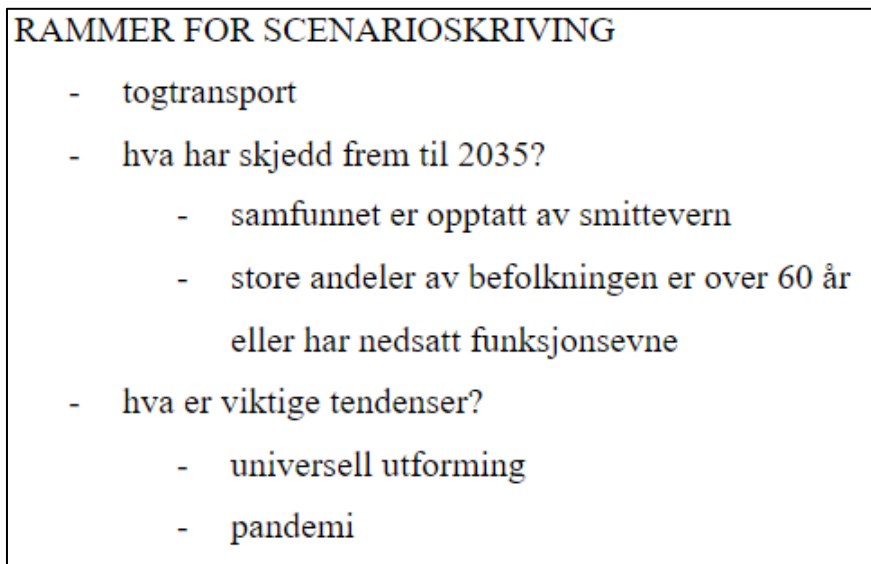 RAMMER FOR SCENARIOSKRIVING
- togtransport
- hva har skjedd frem til 2035?
- samfunnet er opptatt av smittevern
- store andeler av befolkningen er over 60 år
eller har nedsatt funksjonsevne
- hva er viktige tendenser?
- universell utforming
- pandemi